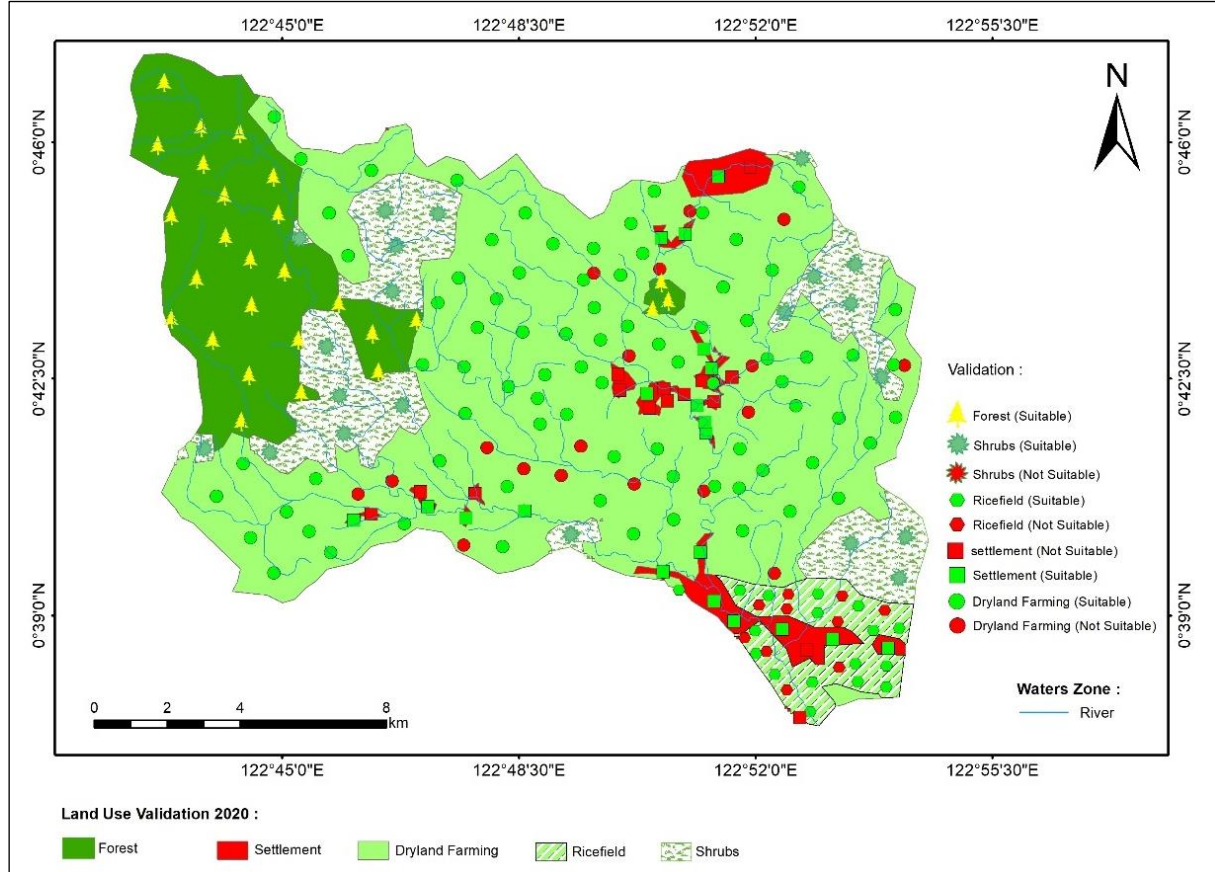 122°45'0"E 122°48'30"E 122°52'0"E 122°55'30"E
N
0°46'0"N 0°46'0"N
0°42'30"N 0°42'30"N
0°39'0"N 0°39'0"N
Validation :
Forest (Suitable)
Shrubs (Suitable)
Shrubs (Not Suitable)
Ricefield (Suitable)
Ricefield (Not Suitable)
settlement (Not Suitable)
Settlement (Suitable)
Dryland Farming (Suitable)
Dryland Farming (Not Suitable)
Waters Zone :
River
0 2 4 8
km
122°45'0"E 122°48'30"E 122°52'0"E 122°55'30"E
Land Use Validation 2020 :
Forest Settlement Dryland Farming Ricefield Shrubs